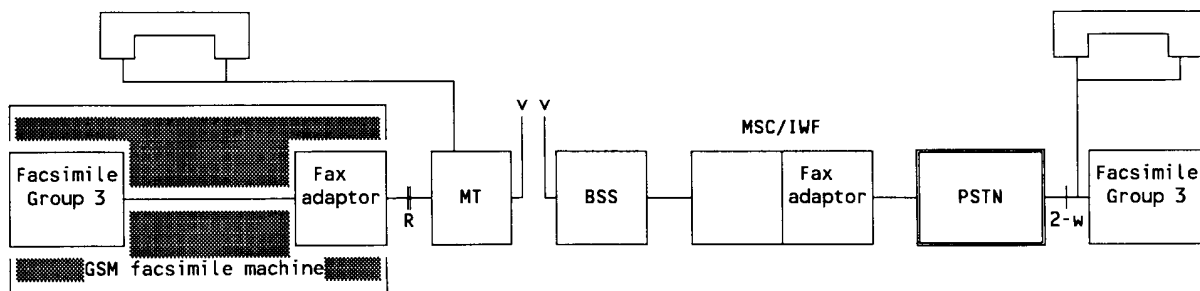 v v
MSC/IWF
Facsimile
Group 3
Fax
adaptor
R
MT
BSS
Fax
adaptor
PSTN
2-w
Facsimile
Group 3
GSM facsimile machine